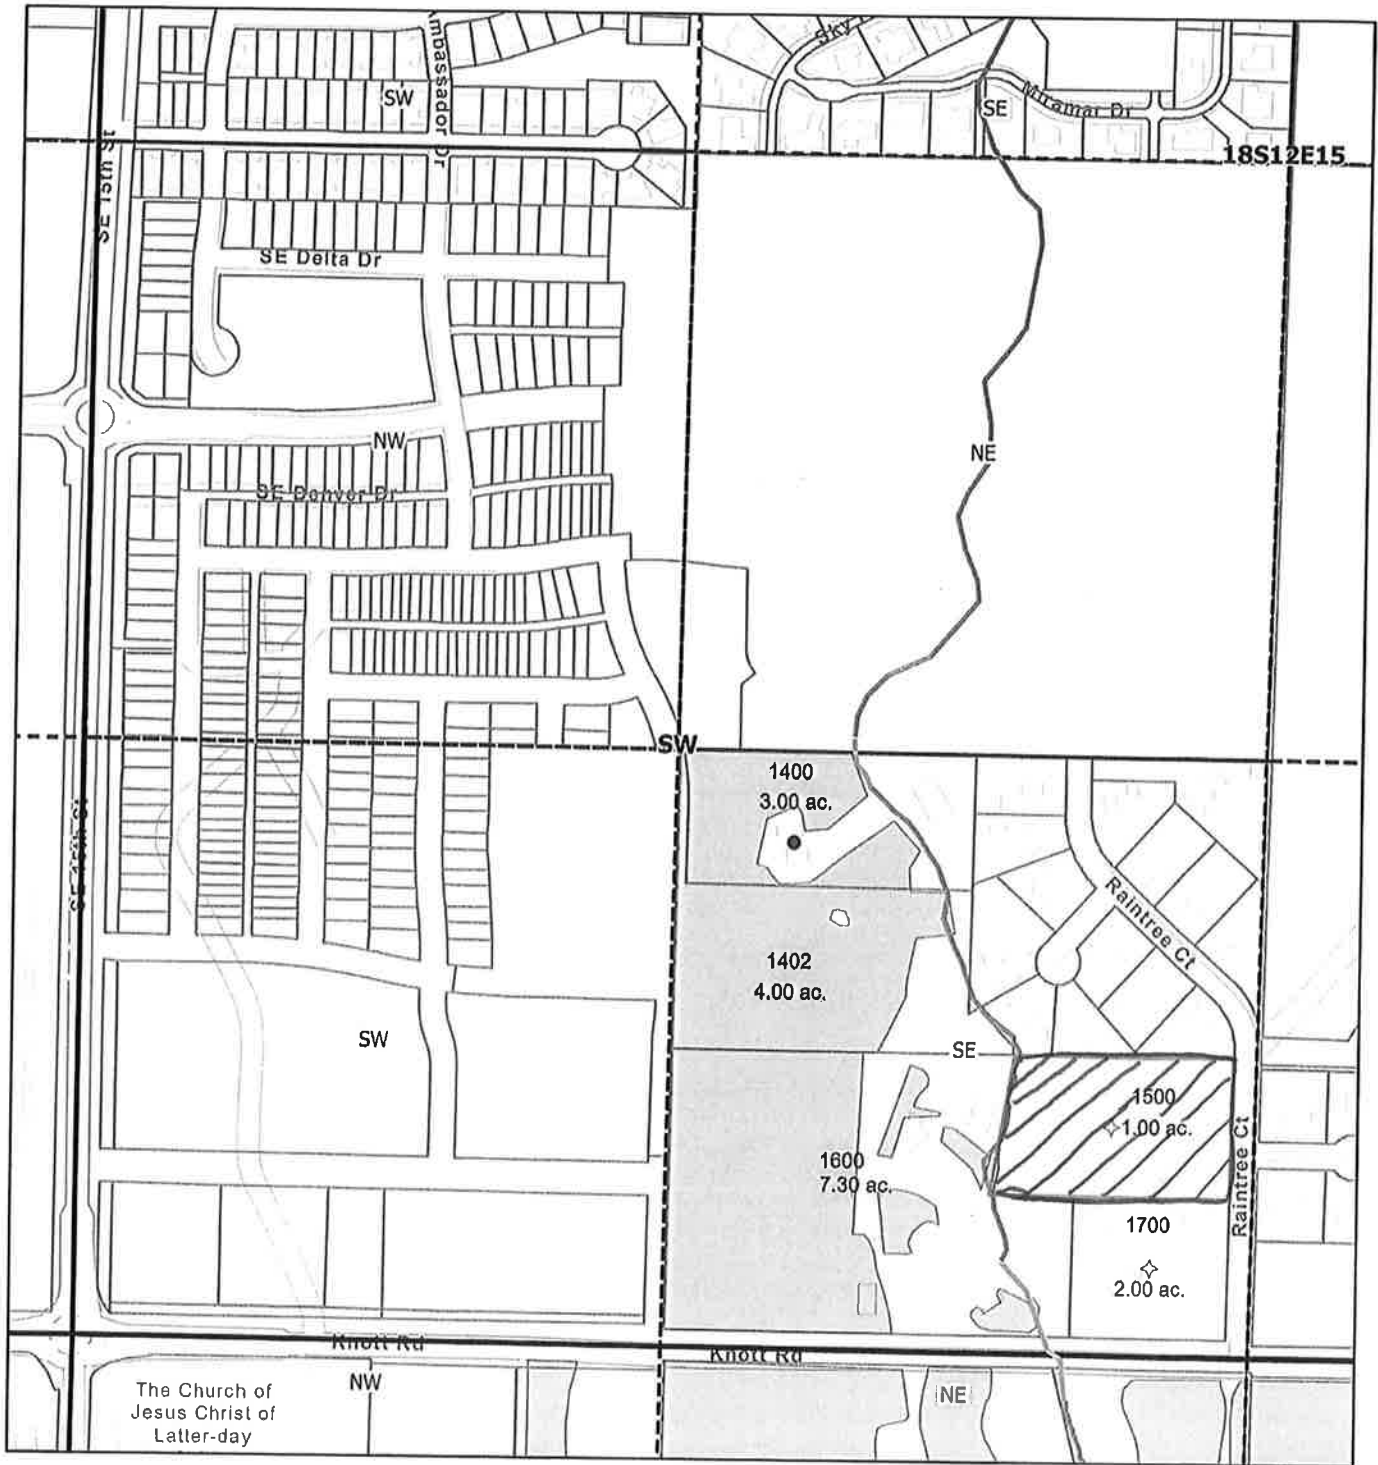 Ambassador Dr
Sky
SW
SE
Miramar Dr
SE 15th St
18S12E15
SE Delta Dr
NW
NE
SE Denver Dr
SW
1400
3.00 ac.
SE 15th St
Raintree Ct
1402
4.00 ac.
SW
SE
1500
1.00 ac.
1600
7.30 ac.
Raintree Ct
1700
2.00 ac.
Knott Rd
Knott Rd
NW
NE
The Church of
Jesus Christ of
Latter-day